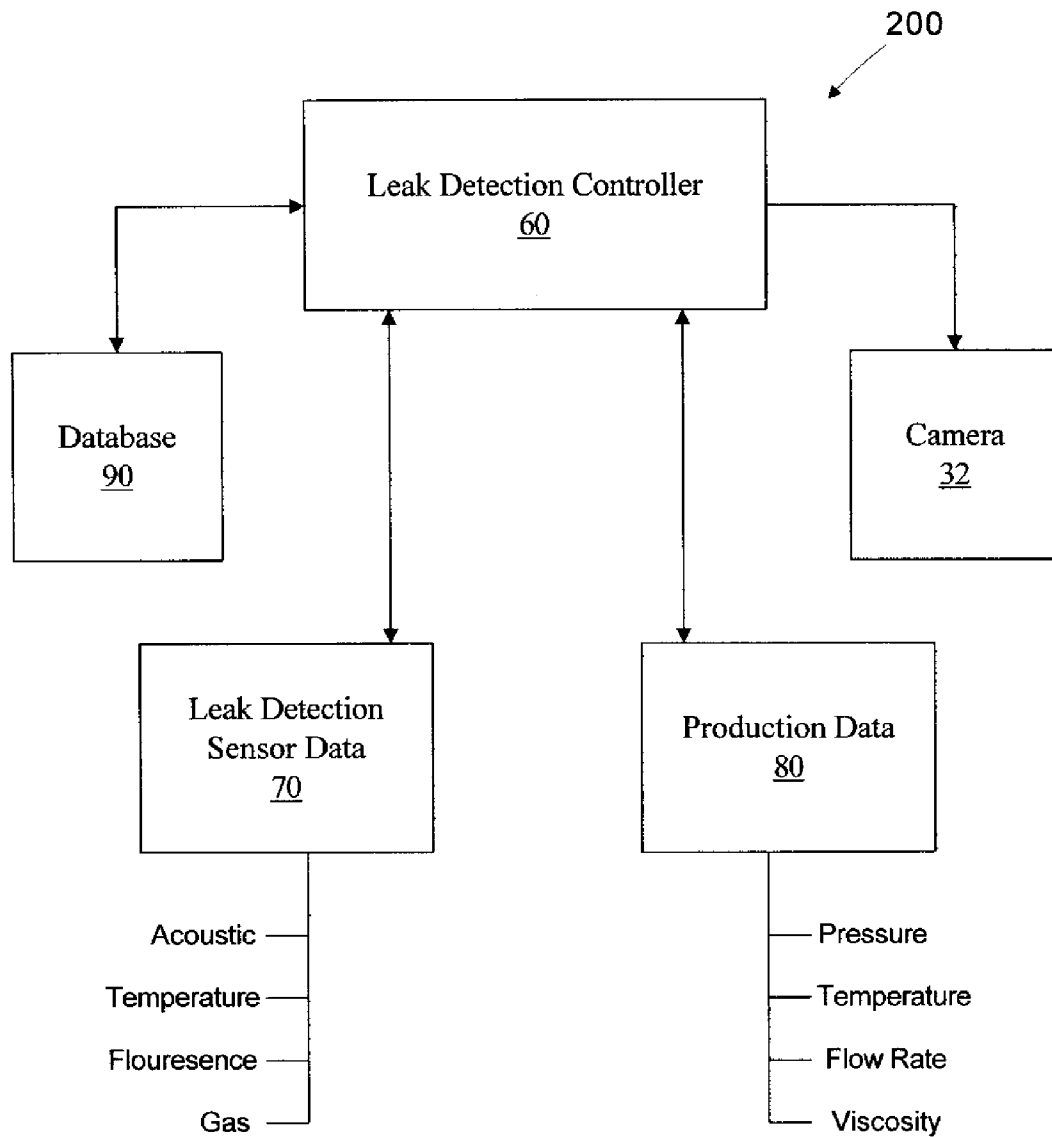 200
Leak Detection Controller
60
Database
90
Camera
32
Leak Detection
Sensor Data
70
Production Data
80
Acoustic
Temperature
Flouresence
Gas
Pressure
Temperature
Flow Rate
Viscosity